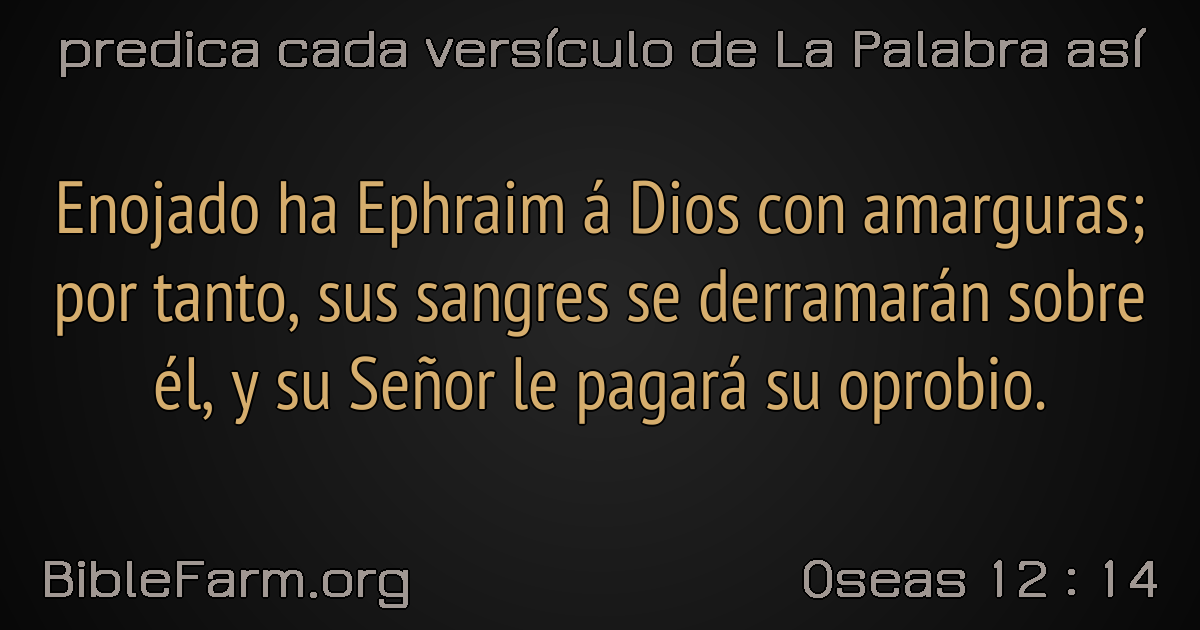 predica cada versículo de La Palabra así
Enojado ha Ephraim á Dios con amarguras;
por tanto, sus sangres se derramarán sobre
él, y su Señor le pagará su oprobio.
BibleFarm.org
Oseas 12 : 14